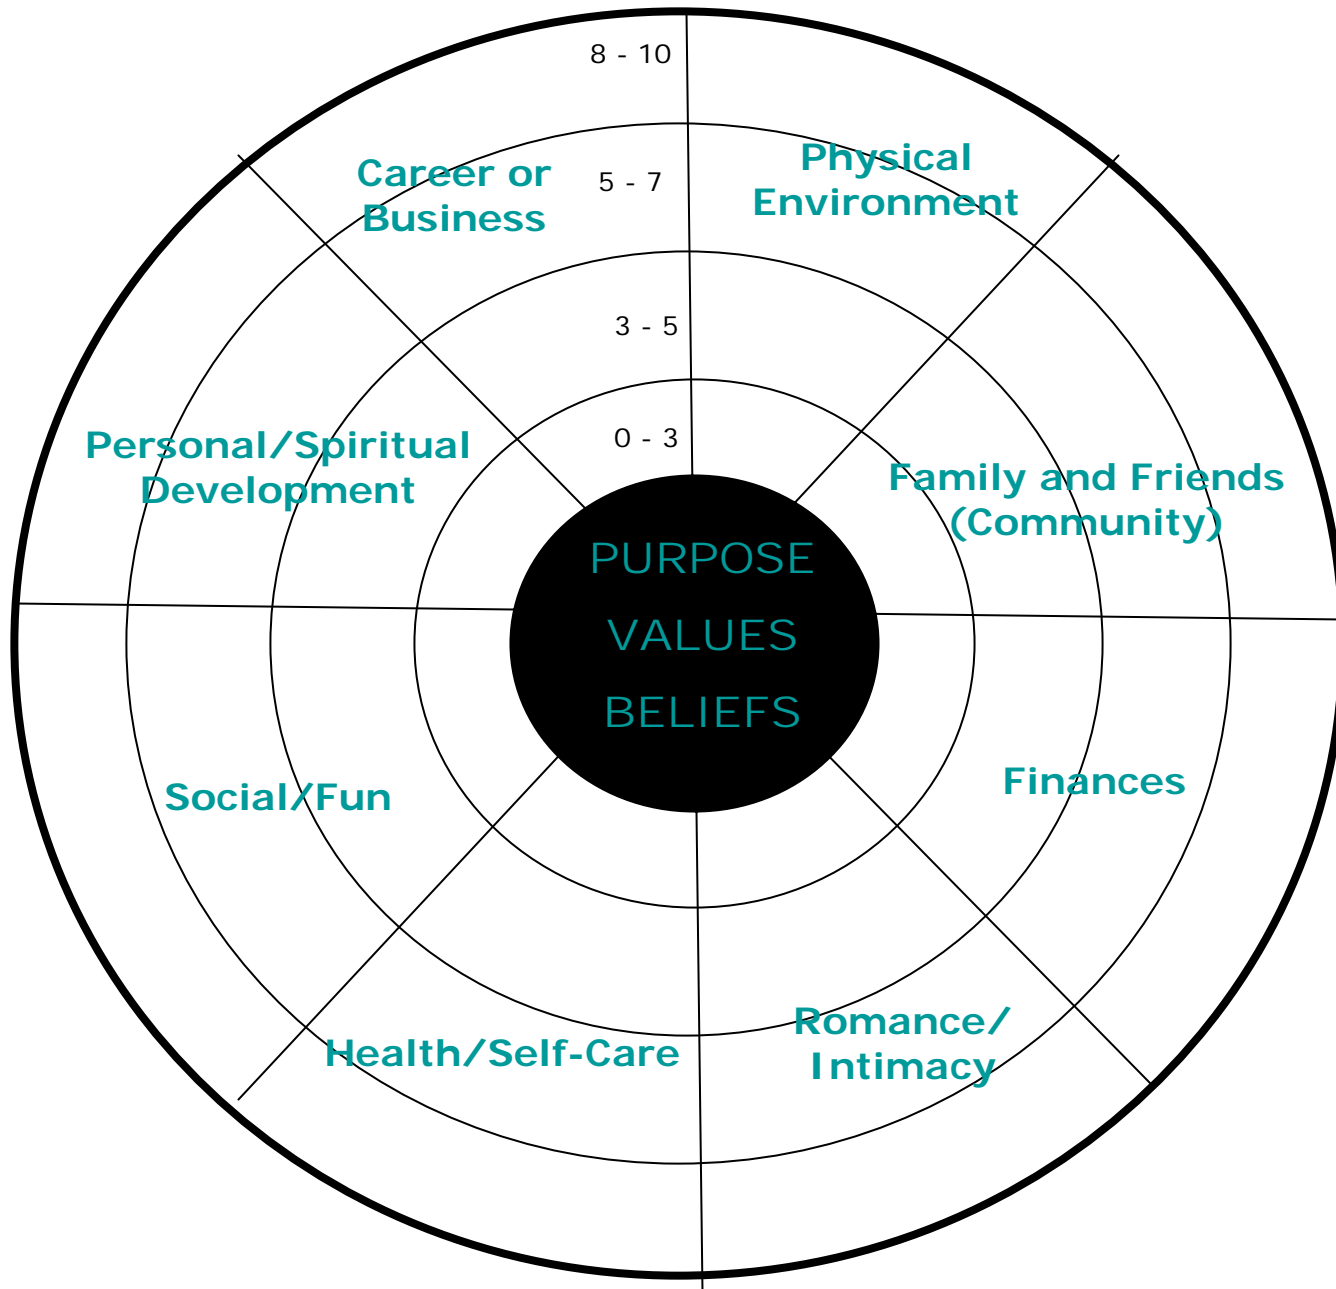 8 - 10
Career or
Business
5 - 7
Physical
Environment
3 - 5
0 - 3
Personal/Spiritual
Development
Family and Friends
(Community)
PURPOSE
VALUES
BELIEFS
Social/Fun
Finances
Health/Self-Care
Romance/
Intimacy